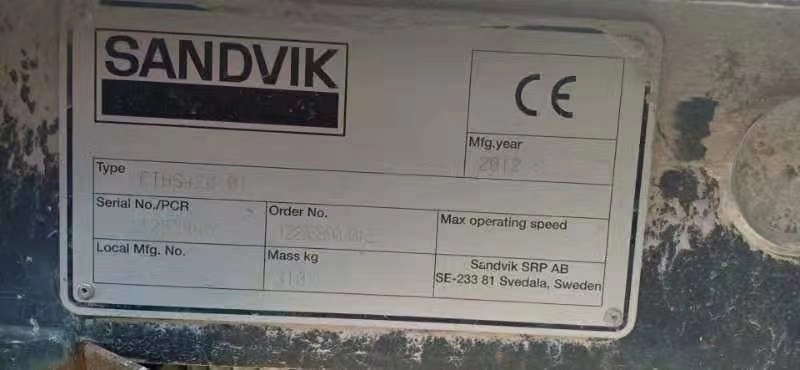 SANDVIK
CE
Mfg.year
2012
Type
Serial No./PCR
Order No.
Max operating speed
Local Mfg. No.
Mass kg
Sandvik SRP AB
SE-233 81 Svedala, Sweden